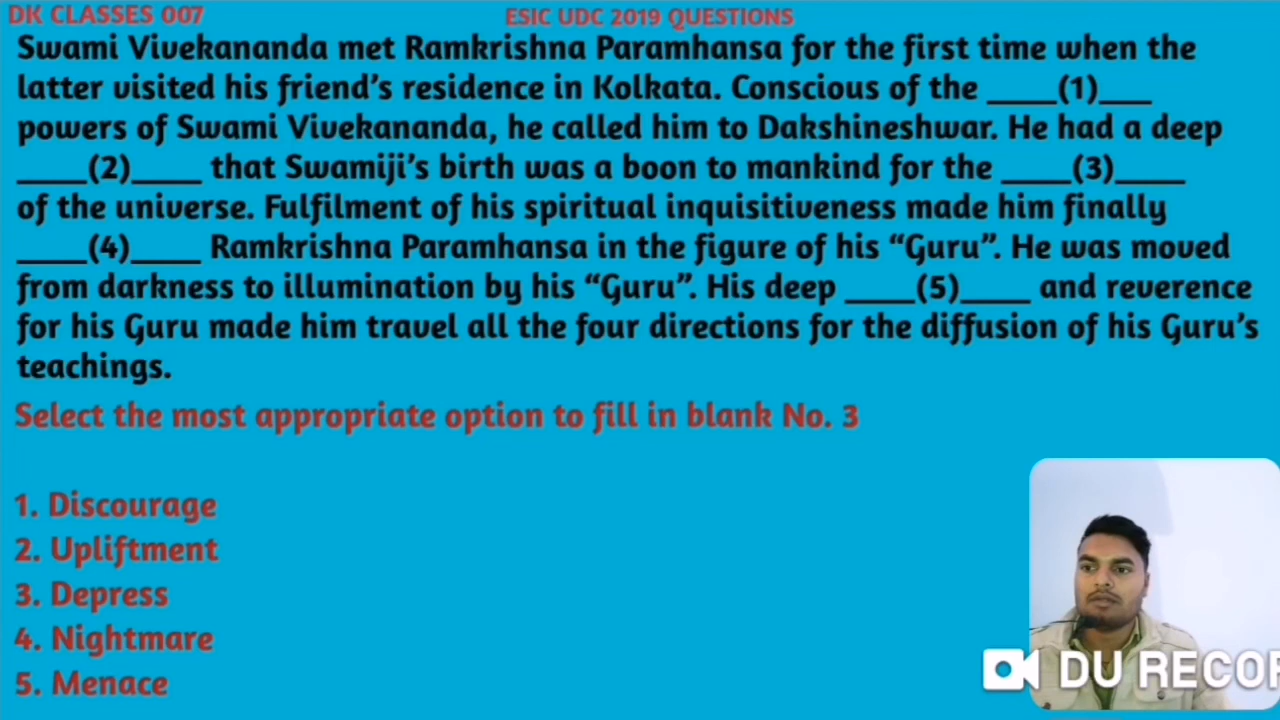 DK CLASSES 007
ESIC UDC 2019 QUESTIONS
Swami Vivekananda met Ramkrishna Paramhansa for the first time when the
latter visited his friend's residence in Kolkata. Conscious of the ____(1)___
powers of Swami Vivekananda, he called him to Dakshineshwar. He had a deep
____(2)____ that Swamiji's birth was a boon to mankind for the ____(3)____
of the universe. Fulfilment of his spiritual inquisitiveness made him finally
____(4)____ Ramkrishna Paramhansa in the figure of his "Guru". He was moved
from darkness to illumination by his "Guru". His deep ____(5)____ and reverence
for his Guru made him travel all the four directions for the diffusion of his Guru's
teachings.
Select the most appropriate option to fill in blank No. 3
1. Discourage
2. Upliftment
3. Depress
4. Nightmare
5. Menace
DU RECOR